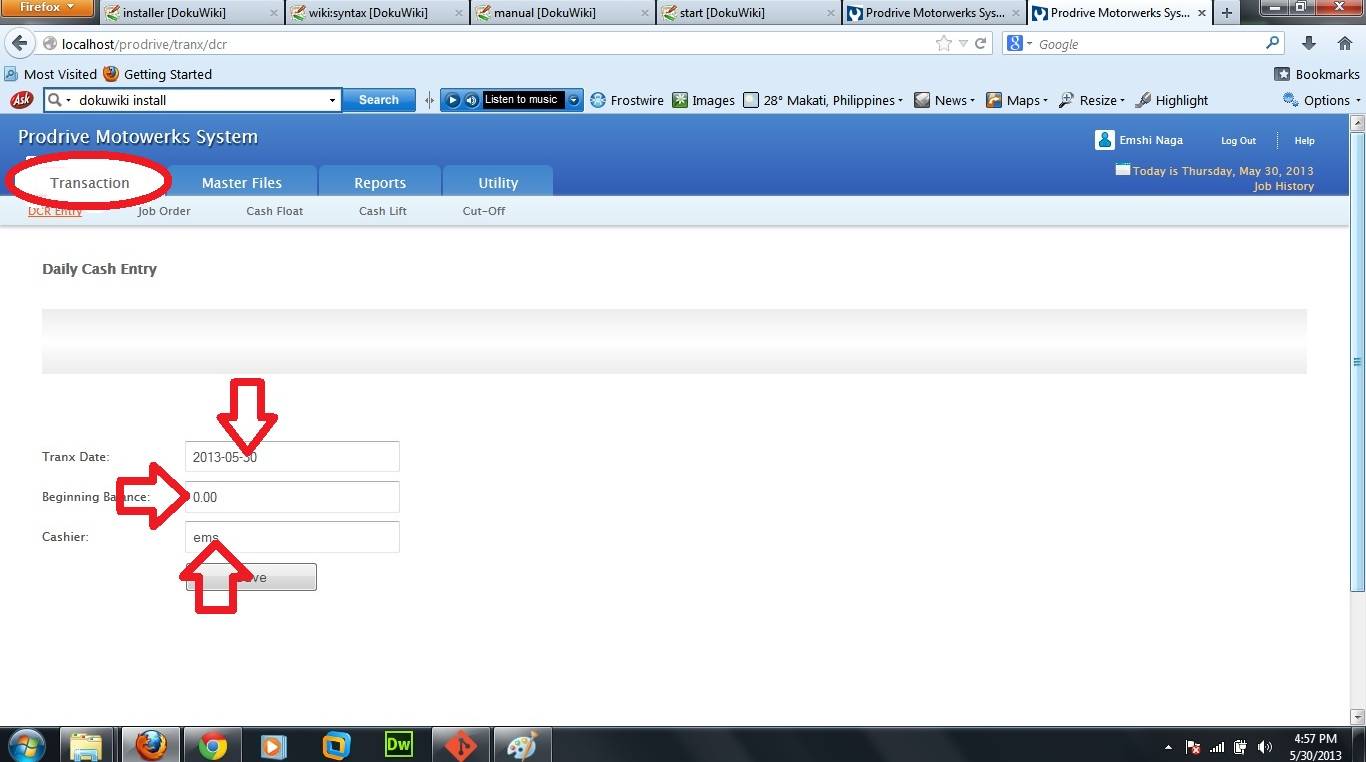 Firefox
installer [DokuWiki]
wiki:syntax [DokuWiki]
manual [DokuWiki]
start [DokuWiki]
Prodrive Motorwerks Sys...
Prodrive Motorwerks Sys...
localhost/prodrive/tranx/dcr
Google
Most Visited Getting Started
Bookmarks
Ask dokuwiki install Search Listen to music Frostwire Images 28° Makati, Philippines News Maps Resize Highlight Options
Prodrive Motowerks System
Emshi Naga Log Out Help
Today is Thursday, May 30, 2013
Job History
Transaction Master Files Reports Utility
DCR Entry Job Order Cash Float Cash Lift Cut-Off
Daily Cash Entry
Tranx Date: 2013-05-30
Beginning Balance: 0.00
Cashier: ems
Dw
4:57 PM
5/30/2013